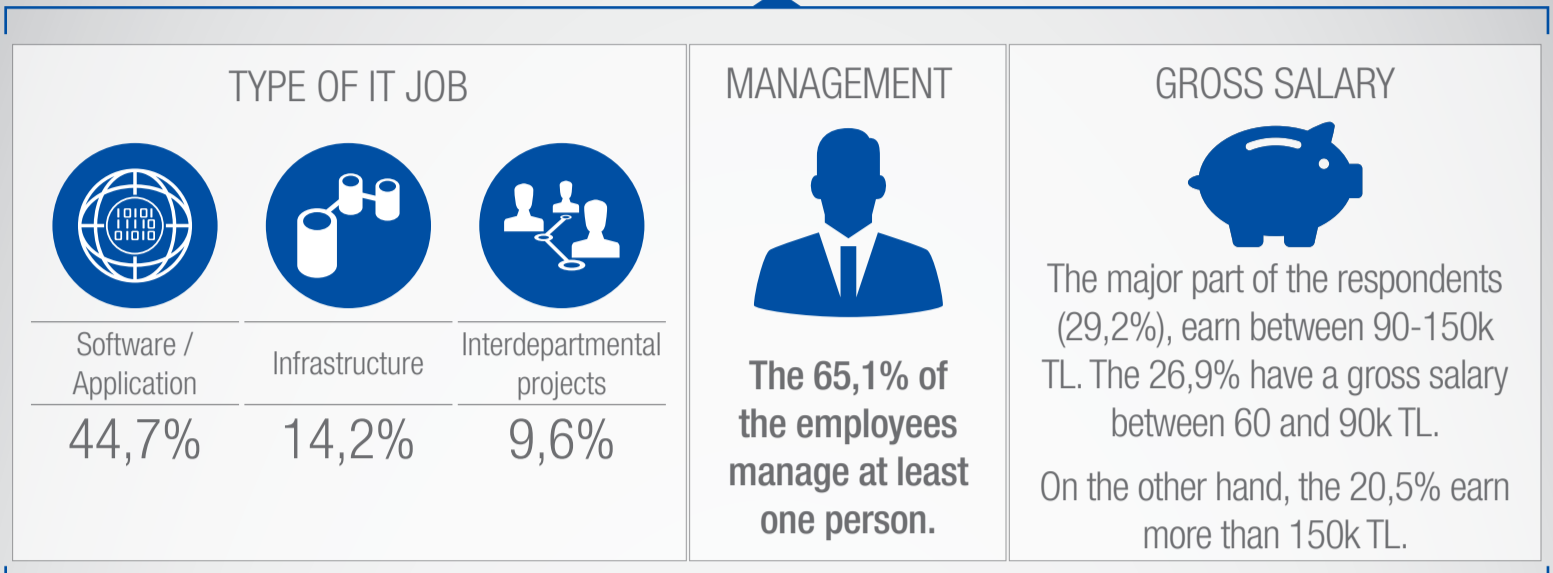 TYPE OF IT JOB
10101
11110
01010
Software /
Application
44,7%
Infrastructure
14,2%
Interdepartmental
projects
9,6%
MANAGEMENT
The 65,1% of
the employees
manage at least
one person.
GROSS SALARY
The major part of the respondents
(29,2%), earn between 90-150k
TL. The 26,9% have a gross salary
between 60 and 90k TL.
On the other hand, the 20,5% earn
more than 150k TL.